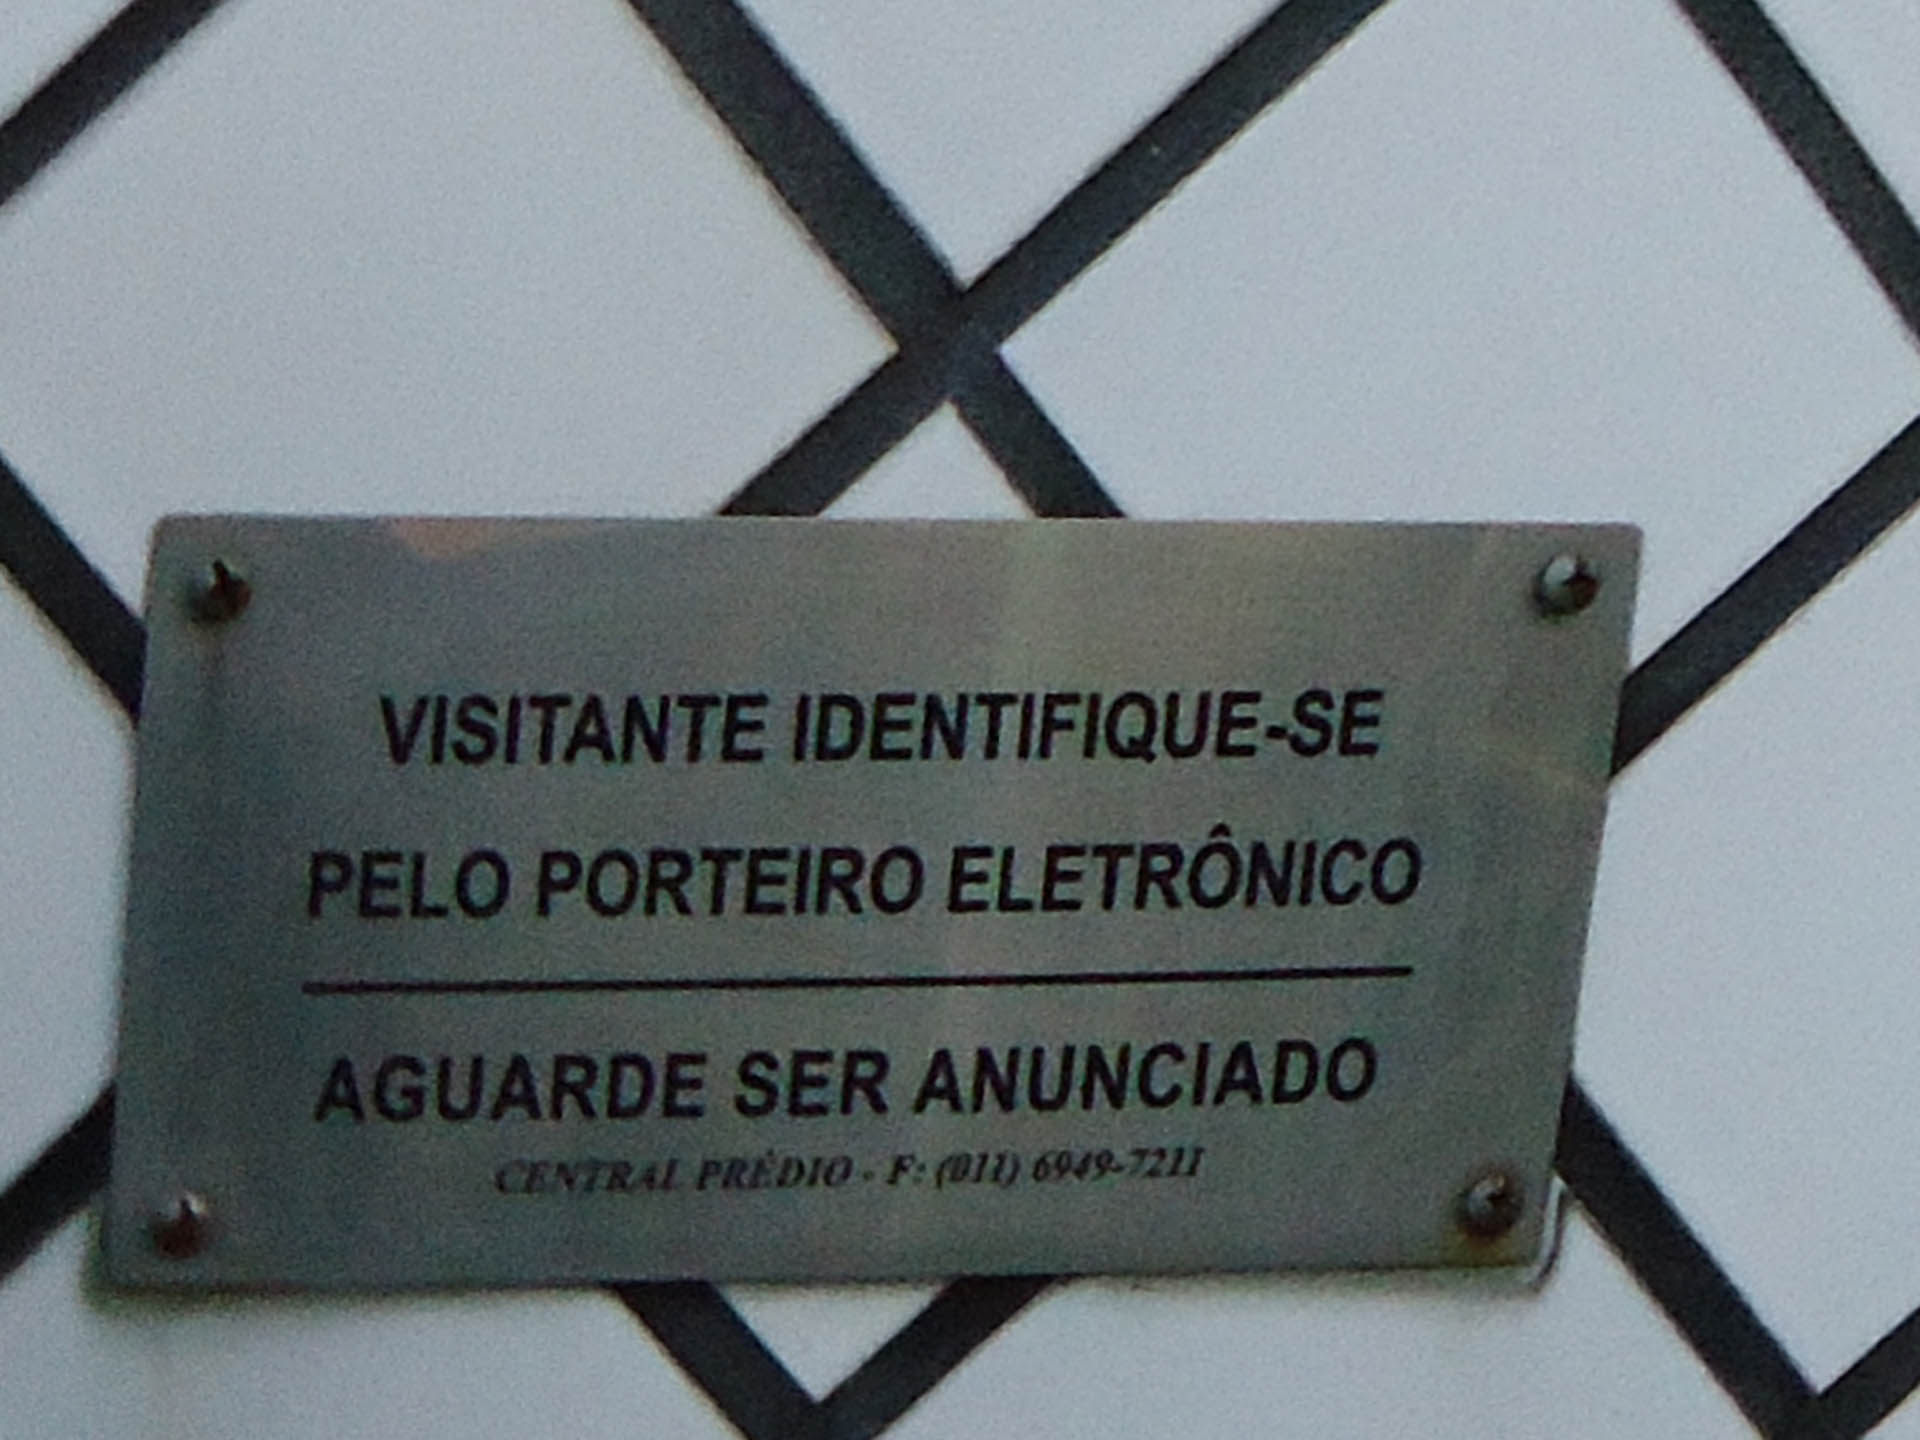 VISITANTE IDENTIFIQUE-SE
PELO PORTEIRO ELETRÔNICO
AGUARDE SER ANUNCIADO
CENTRAL PRÉDIO - F: (011) 6949-7211